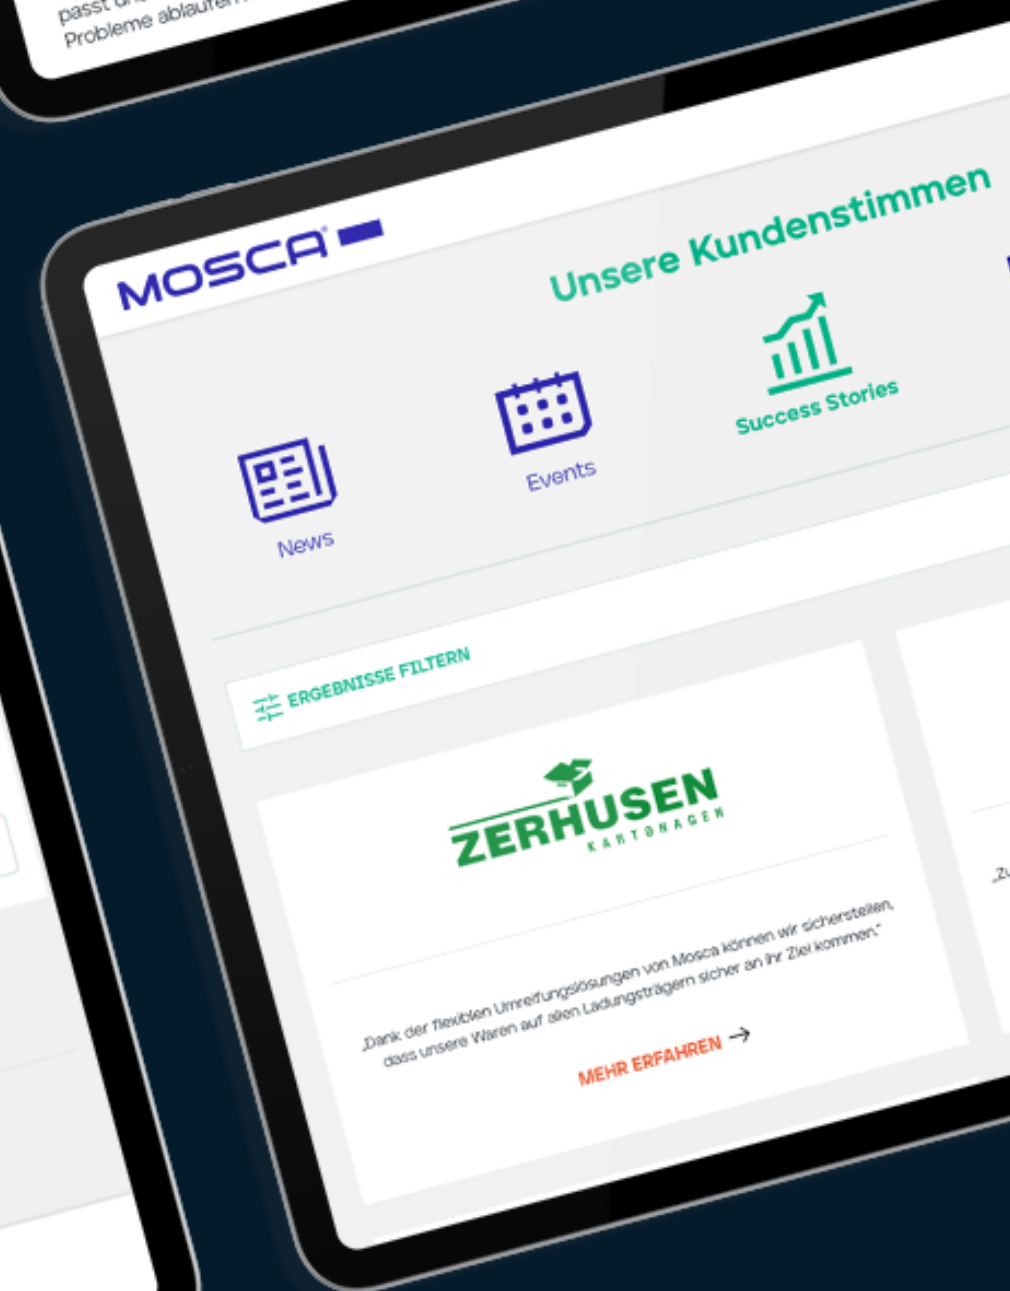 passt
Probleme ablaufen
MOSCA®
Unsere Kundenstimmen
News
Events
Success Stories
ERGEBNISSE FILTERN
ZERHUSEN
KARTONAGEN
„Dank der flexiblen Umreifungslösungen von Mosca können wir sicherstellen,
dass unsere Waren auf allen Ladungsträgern sicher an ihr Ziel kommen.“
MEHR ERFAHREN →
„Zu